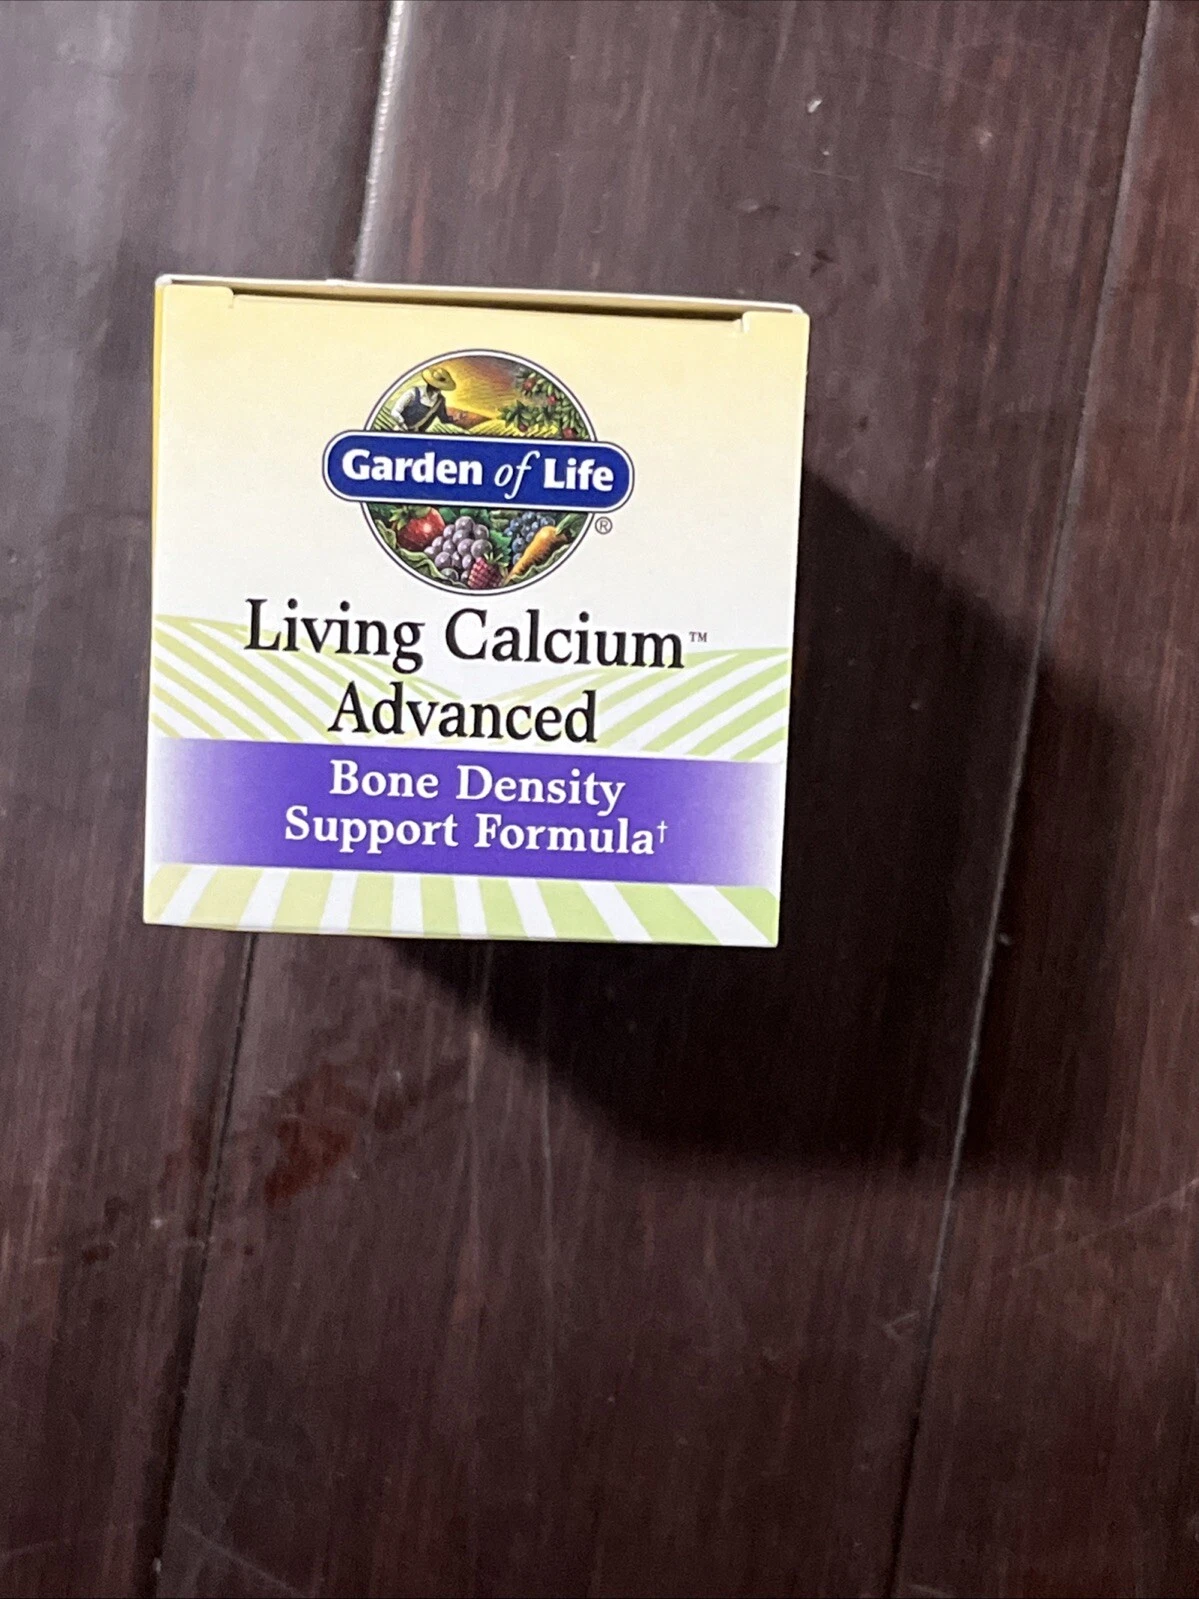 Garden of Life
®
Living Calcium™
Advanced
Bone Density
Support Formula†